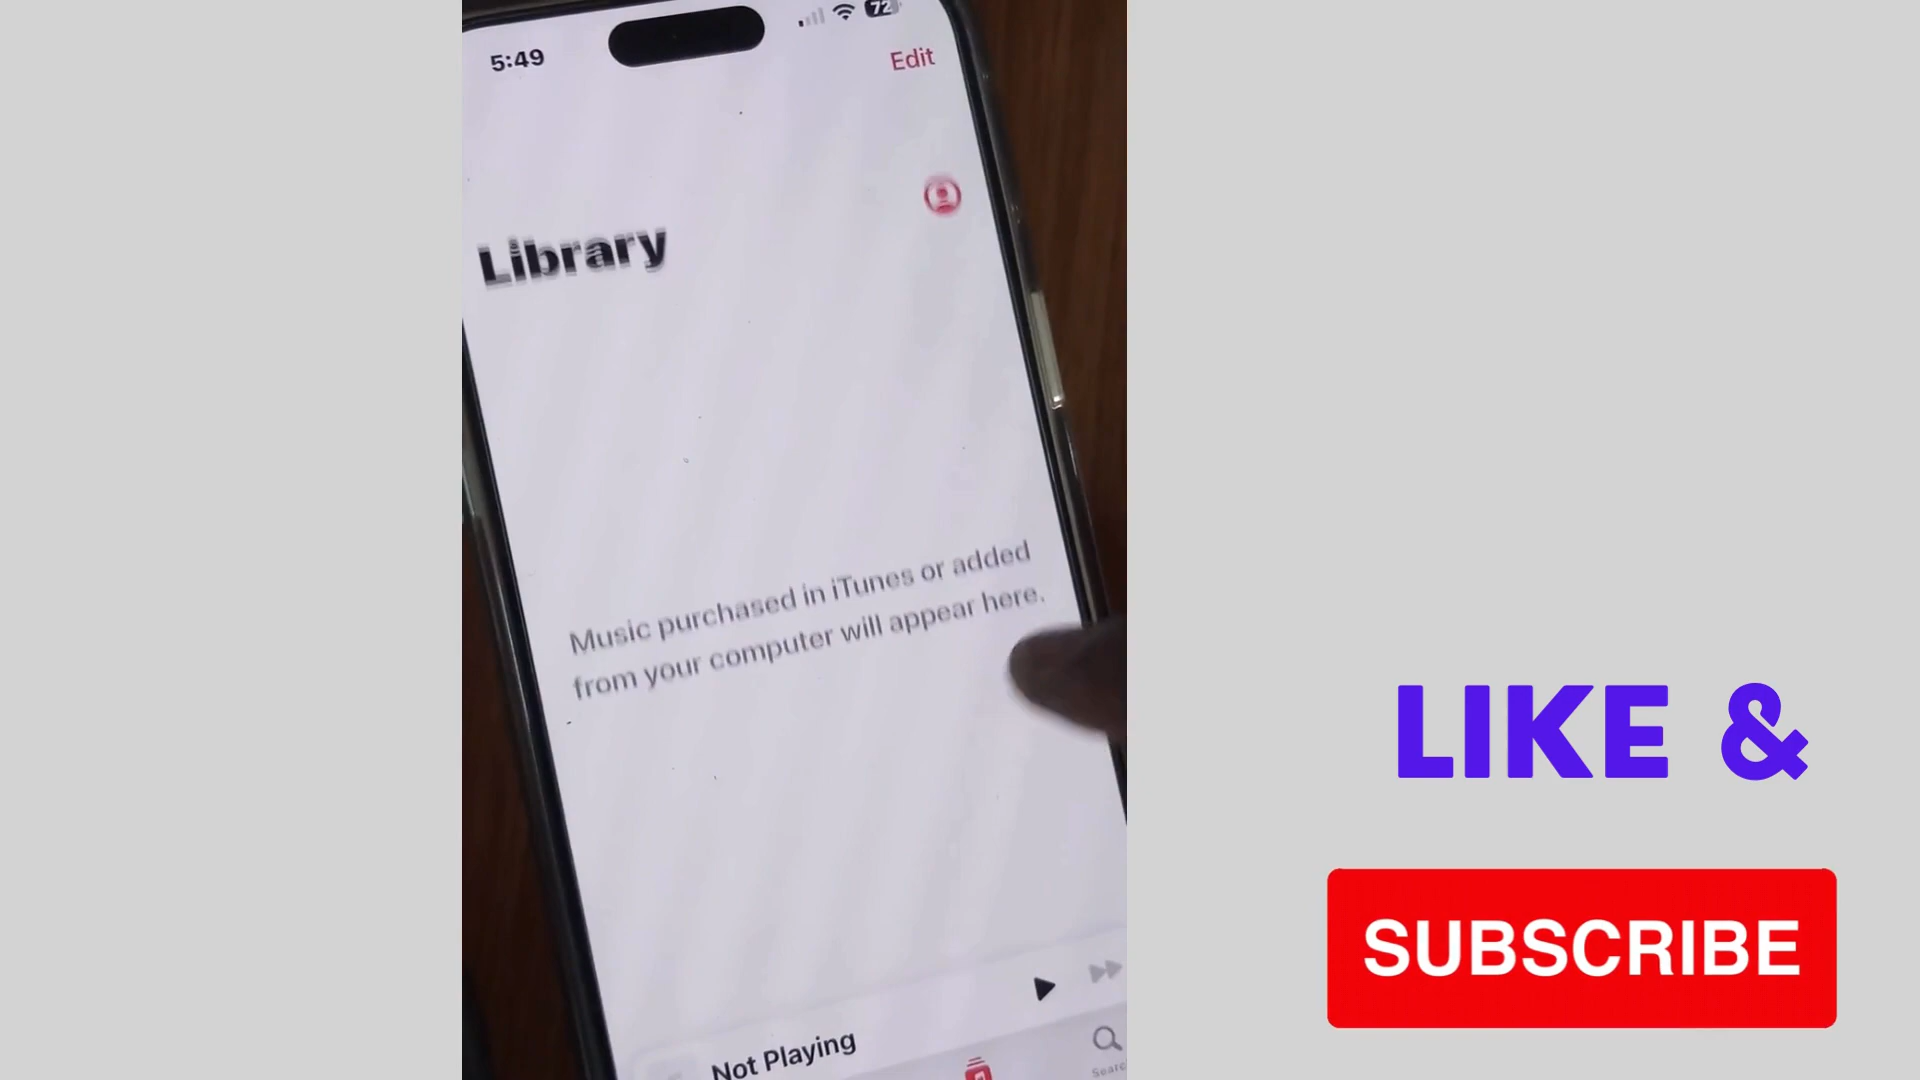 5:49
72
Edit
Library
Music purchased in iTunes or added
from your computer will appear here.
Not Playing
LIKE &
SUBSCRIBE